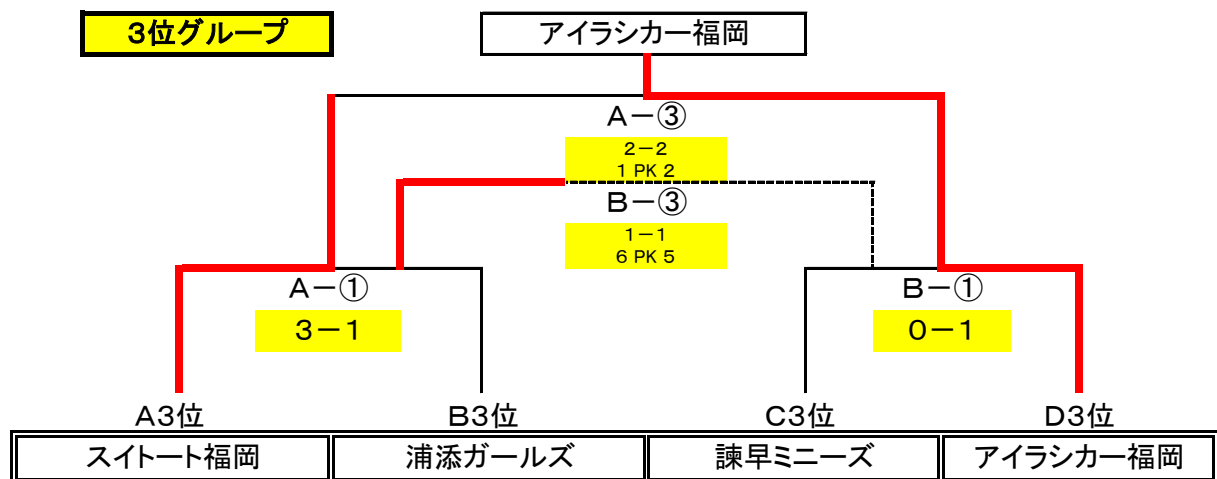 3位グループ
アイラシカー福岡
A－③
2－2
1 PK 2
B－③
1－1
6 PK 5
A－①
B－①
3－1
0－1
A3位
B3位
C3位
D3位
スイトート福岡
浦添ガールズ
諫早ミニーズ
アイラシカー福岡